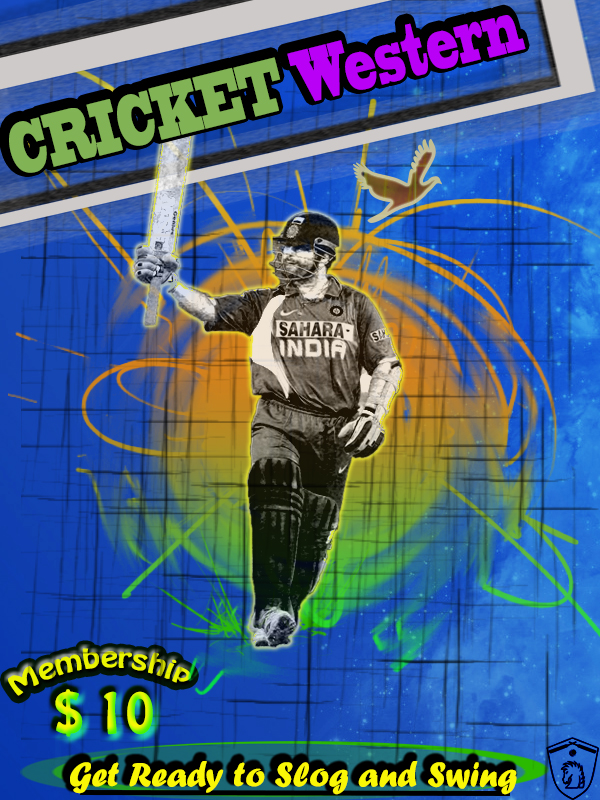 CRICKET Western
SAHARA
INDIA
Membership
$ 10
Get Ready to Slog and Swing